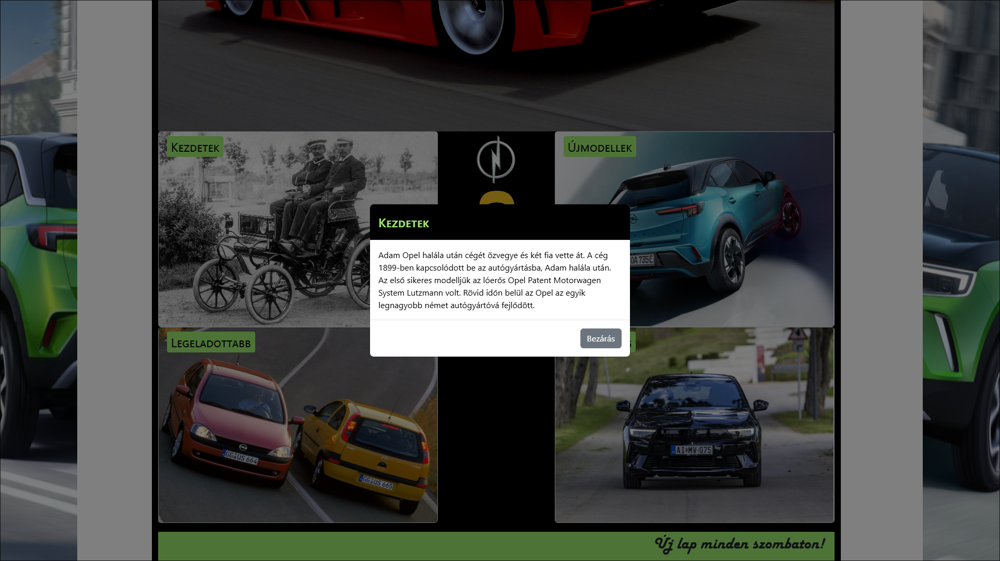 Kezdetek
Újmodellek
Kezdetek
Adam Opel halála után cégét özvegye és két fia vette át. A cég
1899-ben kapcsolódott be az autógyártásba, Adam halála után.
Az első sikeres modelljük az lóerős Opel Patent Motorwagen
System Lutzmann volt. Rövid időn belül az Opel az egyik
legnagyobb német autógyártóvá fejlődött.
Bezárás
Legeladottabb
OA 735E
GG US 664
GG US 665
AI MV-075
Új lap minden szombaton!